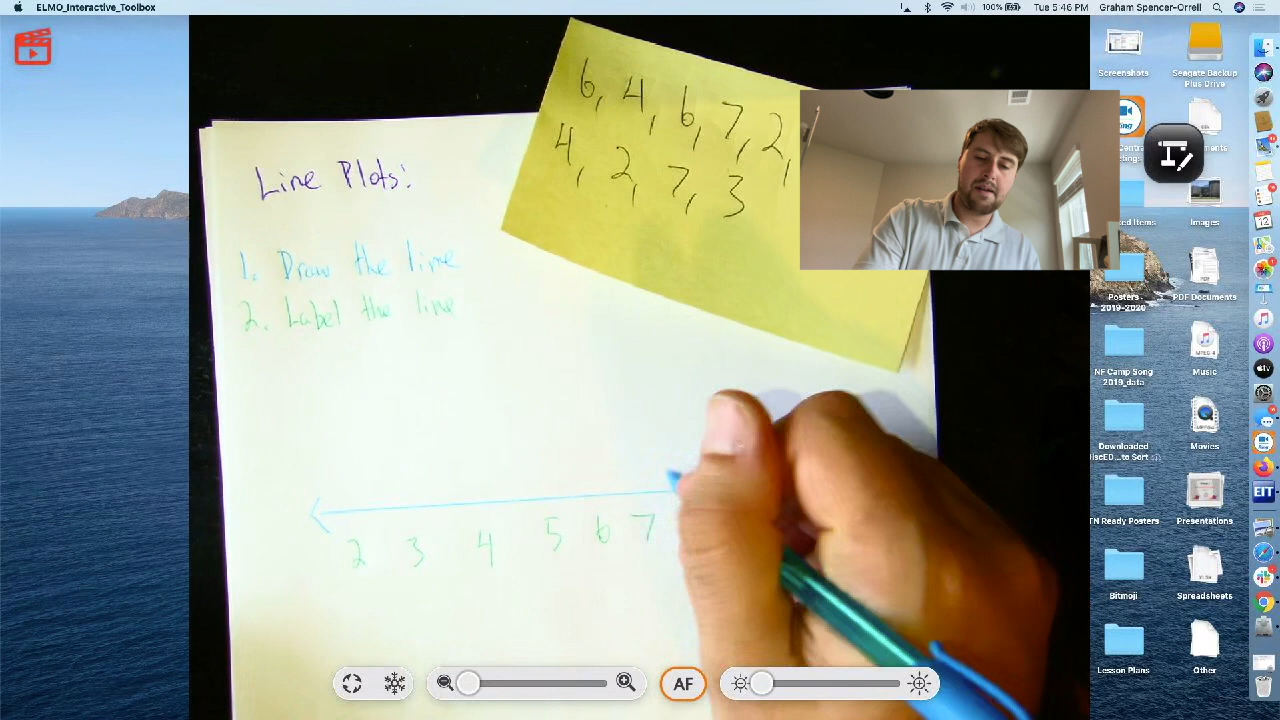 ELMO_Interactive_Toolbox
100%
Tue 5:46 PM Graham Spencer-Orrell
6, 4, 6, 7, 2,
4, 2, 7, 3
Line Plots:
1. Draw the line
2. Label the line
2 3 4 5 6 7
AF
Screenshots
Seagate Backup
Plus Drive
Images
Posters
2019-2020
PDF Documents
NF Camp Song
2019_data
Music
Downloaded
Movies
TN Ready Posters
Presentations
Bitmoji
Spreadsheets
Lesson Plans
Other
EIT